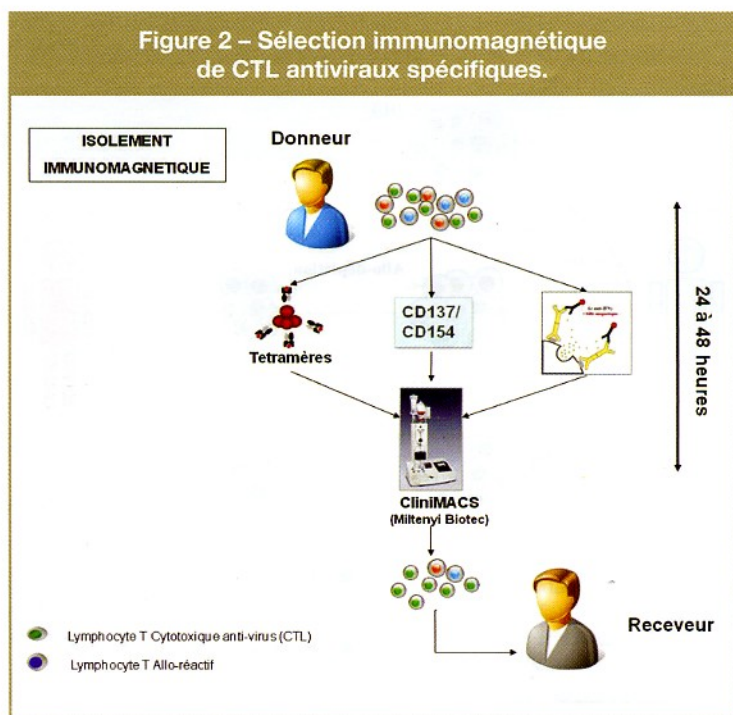 Figure 2 – Sélection immunomagnétique
de CTL antiviraux spécifiques.
ISOLEMENT
IMMUNOMAGNETIQUE
Donneur
CD137/
CD154
Tetramères
24 à 48 heures
CliniMACS
(Miltenyi Biotec)
Receveur
Lymphocyte T Cytotoxique anti-virus (CTL)
Lymphocyte T Allo-réactif